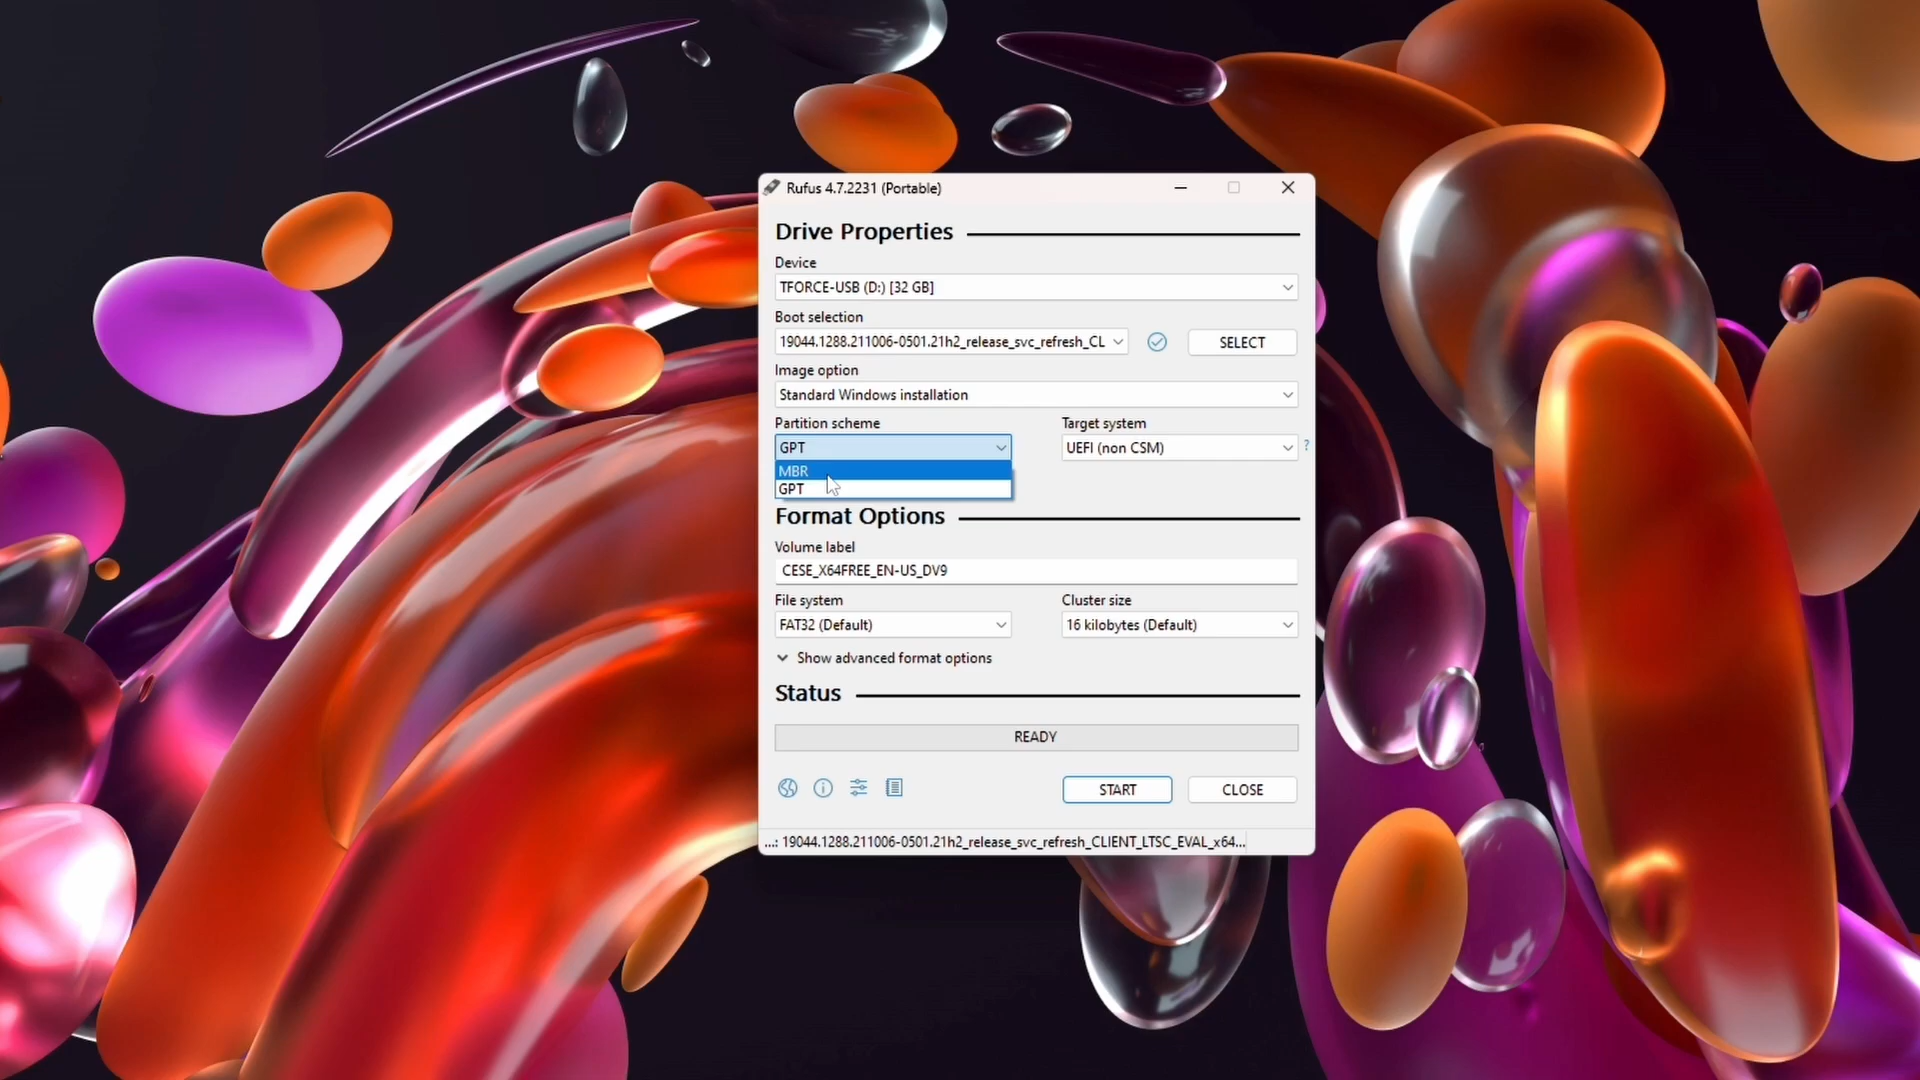 Rufus 4.7.2231 (Portable)
Drive Properties
Device
TFORCE-USB (D:) [32 GB]
Boot selection
19044.1288.211006-0501.21h2_release_svc_refresh_CL
SELECT
Image option
Standard Windows installation
Partition scheme
Target system
GPT
UEFI (non CSM)
?
MBR
GPT
Format Options
Volume label
CESE_X64FREE_EN-US_DV9
File system
Cluster size
FAT32 (Default)
16 kilobytes (Default)
Show advanced format options
Status
READY
START
CLOSE
...: 19044.1288.211006-0501.21h2_release_svc_refresh_CLIENT_LTSC_EVAL_x64...